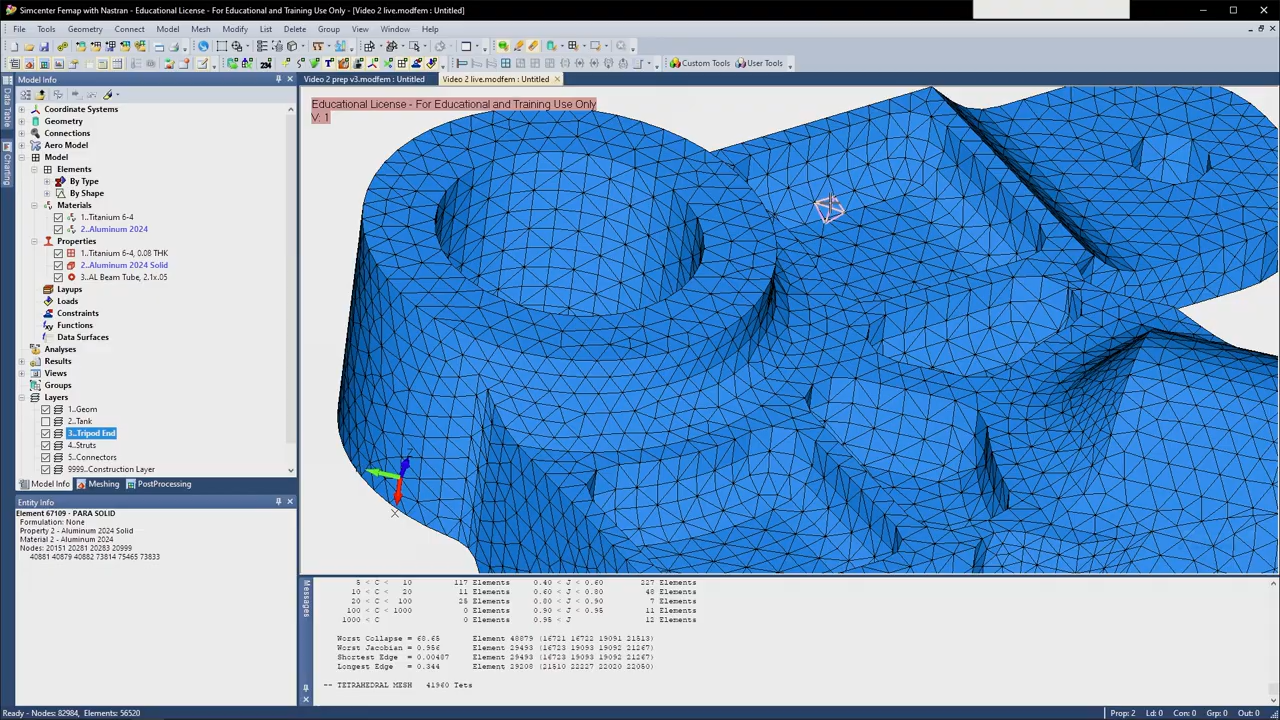 Simcenter Femap with Nastran - Educational License - For Educational and Training Use Only - [Video 2 live.modfem : Untitled]
File Tools Geometry Connect Model Mesh Modify List Delete Group View Window Help
Custom Tools User Tools
Model Info
Video 2 prep v3.modfem : Untitled Video 2 live.modfem : Untitled
Data Table
Charting
Coordinate Systems
Geometry
Connections
Aero Model
Model
Elements
By Type
By Shape
Materials
1..Titanium 6-4
2..Aluminum 2024
Properties
1..Titanium 6-4, 0.08 THK
2..Aluminum 2024 Solid
3..AL Beam Tube, 2.1x.05
Layups
Loads
Constraints
Functions
Data Surfaces
Analyses
Results
Views
Groups
Layers
1..Geom
2..Tank
3..Tripod End
4..Struts
5..Connectors
9999..Construction Layer
Model Info Meshing PostProcessing
Entity Info
Element 67109 - PARA SOLID
Formulation: None
Property 2 - Aluminum 2024 Solid
Material 2 - Aluminum 2024
Nodes: 20151 20281 20283 20999
40881 40879 40882 73814 75465 73833
Educational License - For Educational and Training Use Only
V: 1
X
Messages
5 < C < 10 117 Elements 0.40 < J < 0.60 227 Elements
10 < C < 20 11 Elements 0.60 < J < 0.80 48 Elements
20 < C < 100 25 Elements 0.80 < J < 0.90 7 Elements
100 < C < 1000 0 Elements 0.90 < J < 0.95 11 Elements
1000 < C 0 Elements 0.95 < J 12 Elements
Worst Collapse = 68.65 Element 48879 (16721 16722 19091 21513)
Worst Jacobian = 0.956 Element 29493 (16723 19093 19092 21267)
Shortest Edge = 0.00487 Element 29493 (16723 19093 19092 21267)
Longest Edge = 0.344 Element 29208 (21510 22227 22020 22050)
-- TETRAHEDRAL MESH 41960 Tets
Ready - Nodes: 82984, Elements: 56520
Prop: 2 Ld: 0 Con: 0 Grp: 0 Out: 0